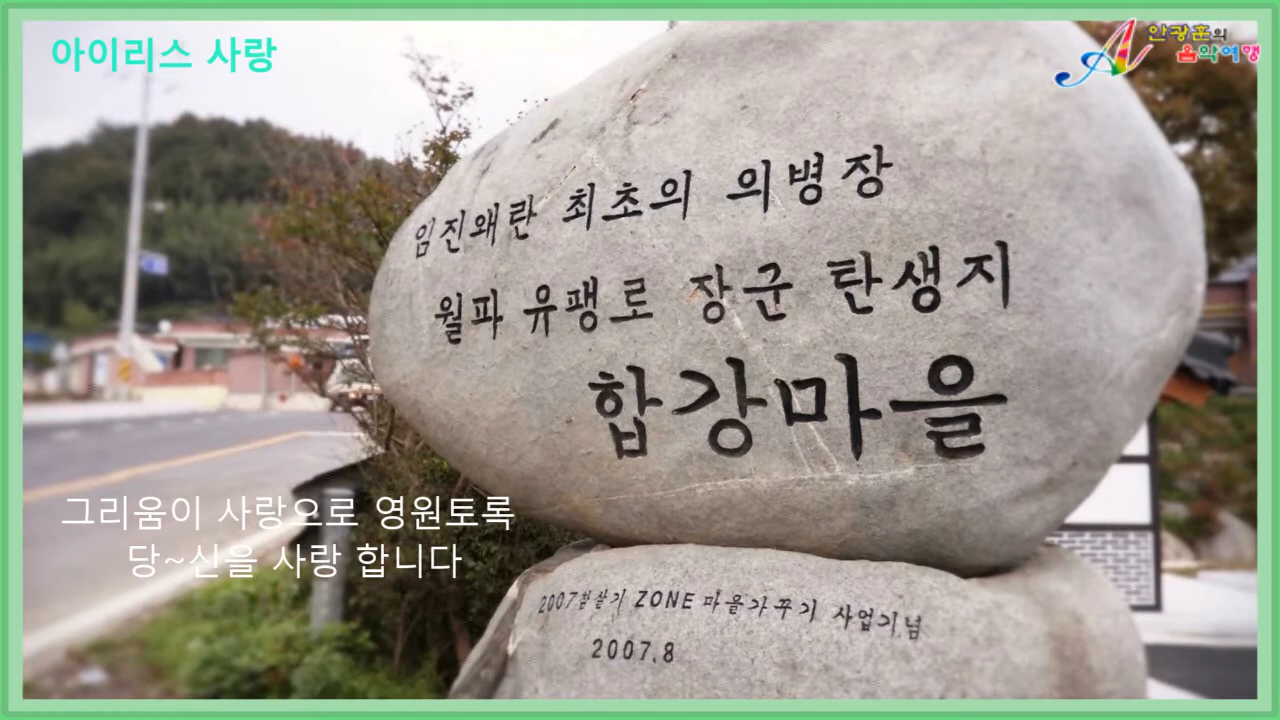 아이리스 사랑
안광훈의
음악여행
임진왜란 최초의 의병장
월파 유팽로 장군 탄생지
합강마을
그리움이 사랑으로 영원토록
당~신을 사랑 합니다
2007참살기 ZONE 마을가꾸기 사업기념
2007.8